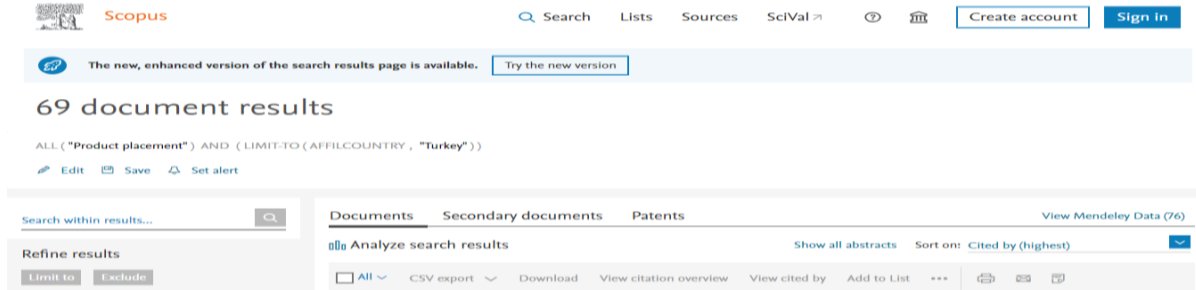 Scopus
Search Lists Sources SciVal ↗ Create account Sign in
The new, enhanced version of the search results page is available. Try the new version
69 document results
ALL ( "Product placement" ) AND ( LIMIT-TO ( AFFILCOUNTRY , "Turkey" ) )
Edit Save Set alert
Search within results...
Refine results
Limit to Exclude
Documents Secondary documents Patents View Mendeley Data (76)
Analyze search results Show all abstracts Sort on: Cited by (highest)
All CSV export Download View citation overview View cited by Add to List •••